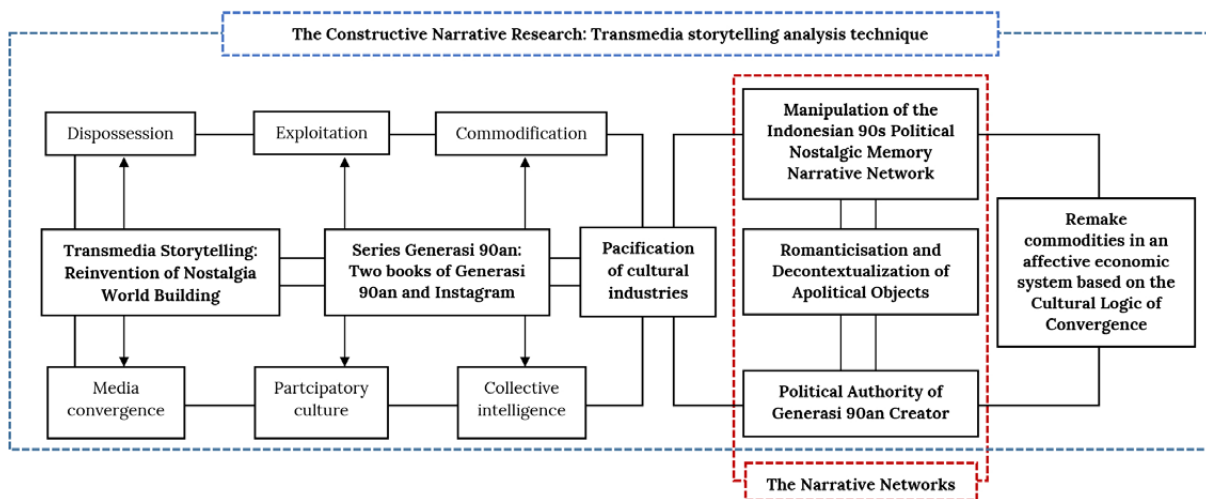 The Constructive Narrative Research: Transmedia storytelling analysis technique
Dispossession
Exploitation
Commodification
Manipulation of the
Indonesian 90s Political
Nostalgic Memory
Narrative Network
Transmedia Storytelling:
Reinvention of Nostalgia
World Building
Series Generasi 90an:
Two books of Generasi
90an and Instagram
Pacification
of cultural
industries
Romanticisation and
Decontextualization of
Apolitical Objects
Remake
commodities in an
affective economic
system based on the
Cultural Logic of
Convergence
Media
convergence
Partcipatory
culture
Collective
intelligence
Political Authority of
Generasi 90an Creator
The Narrative Networks